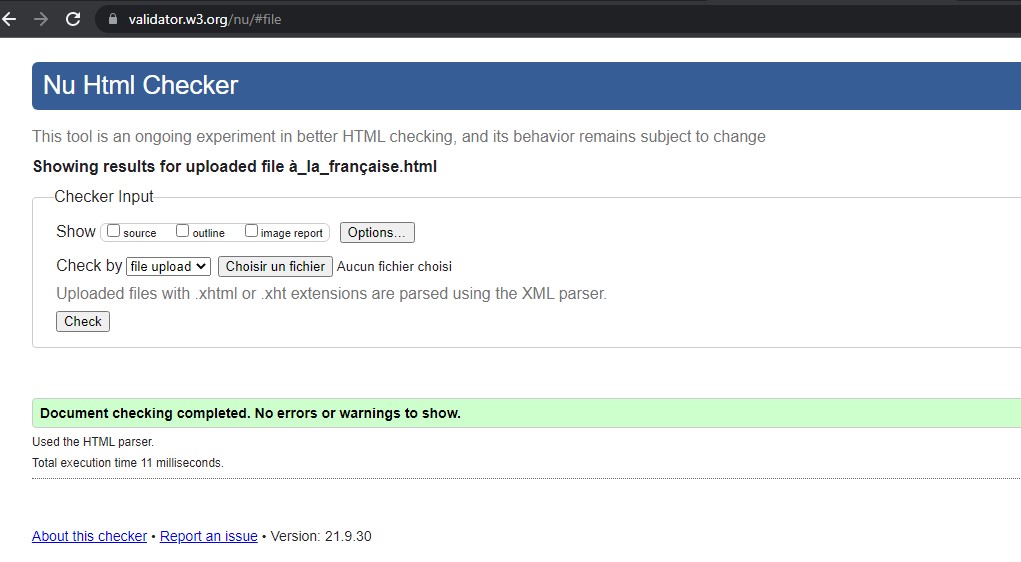 validator.w3.org/nu/#file
Nu Html Checker
This tool is an ongoing experiment in better HTML checking, and its behavior remains subject to change
Showing results for uploaded file à_la_française.html
Checker Input
Show source outline image report Options...
Check by file upload Choisir un fichier Aucun fichier choisi
Uploaded files with .xhtml or .xht extensions are parsed using the XML parser.
Check
Document checking completed. No errors or warnings to show.
Used the HTML parser.
Total execution time 11 milliseconds.
About this checker • Report an issue • Version: 21.9.30